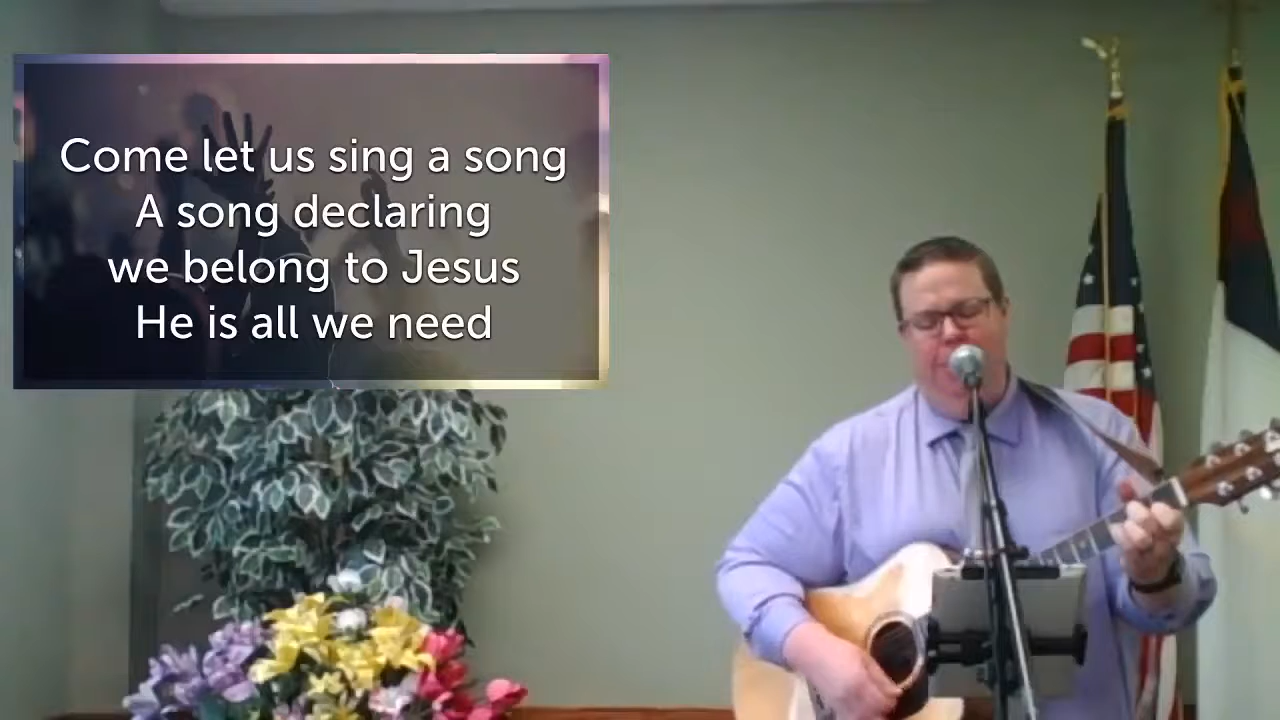 Come let us sing a song
A song declaring
we belong to Jesus
He is all we need